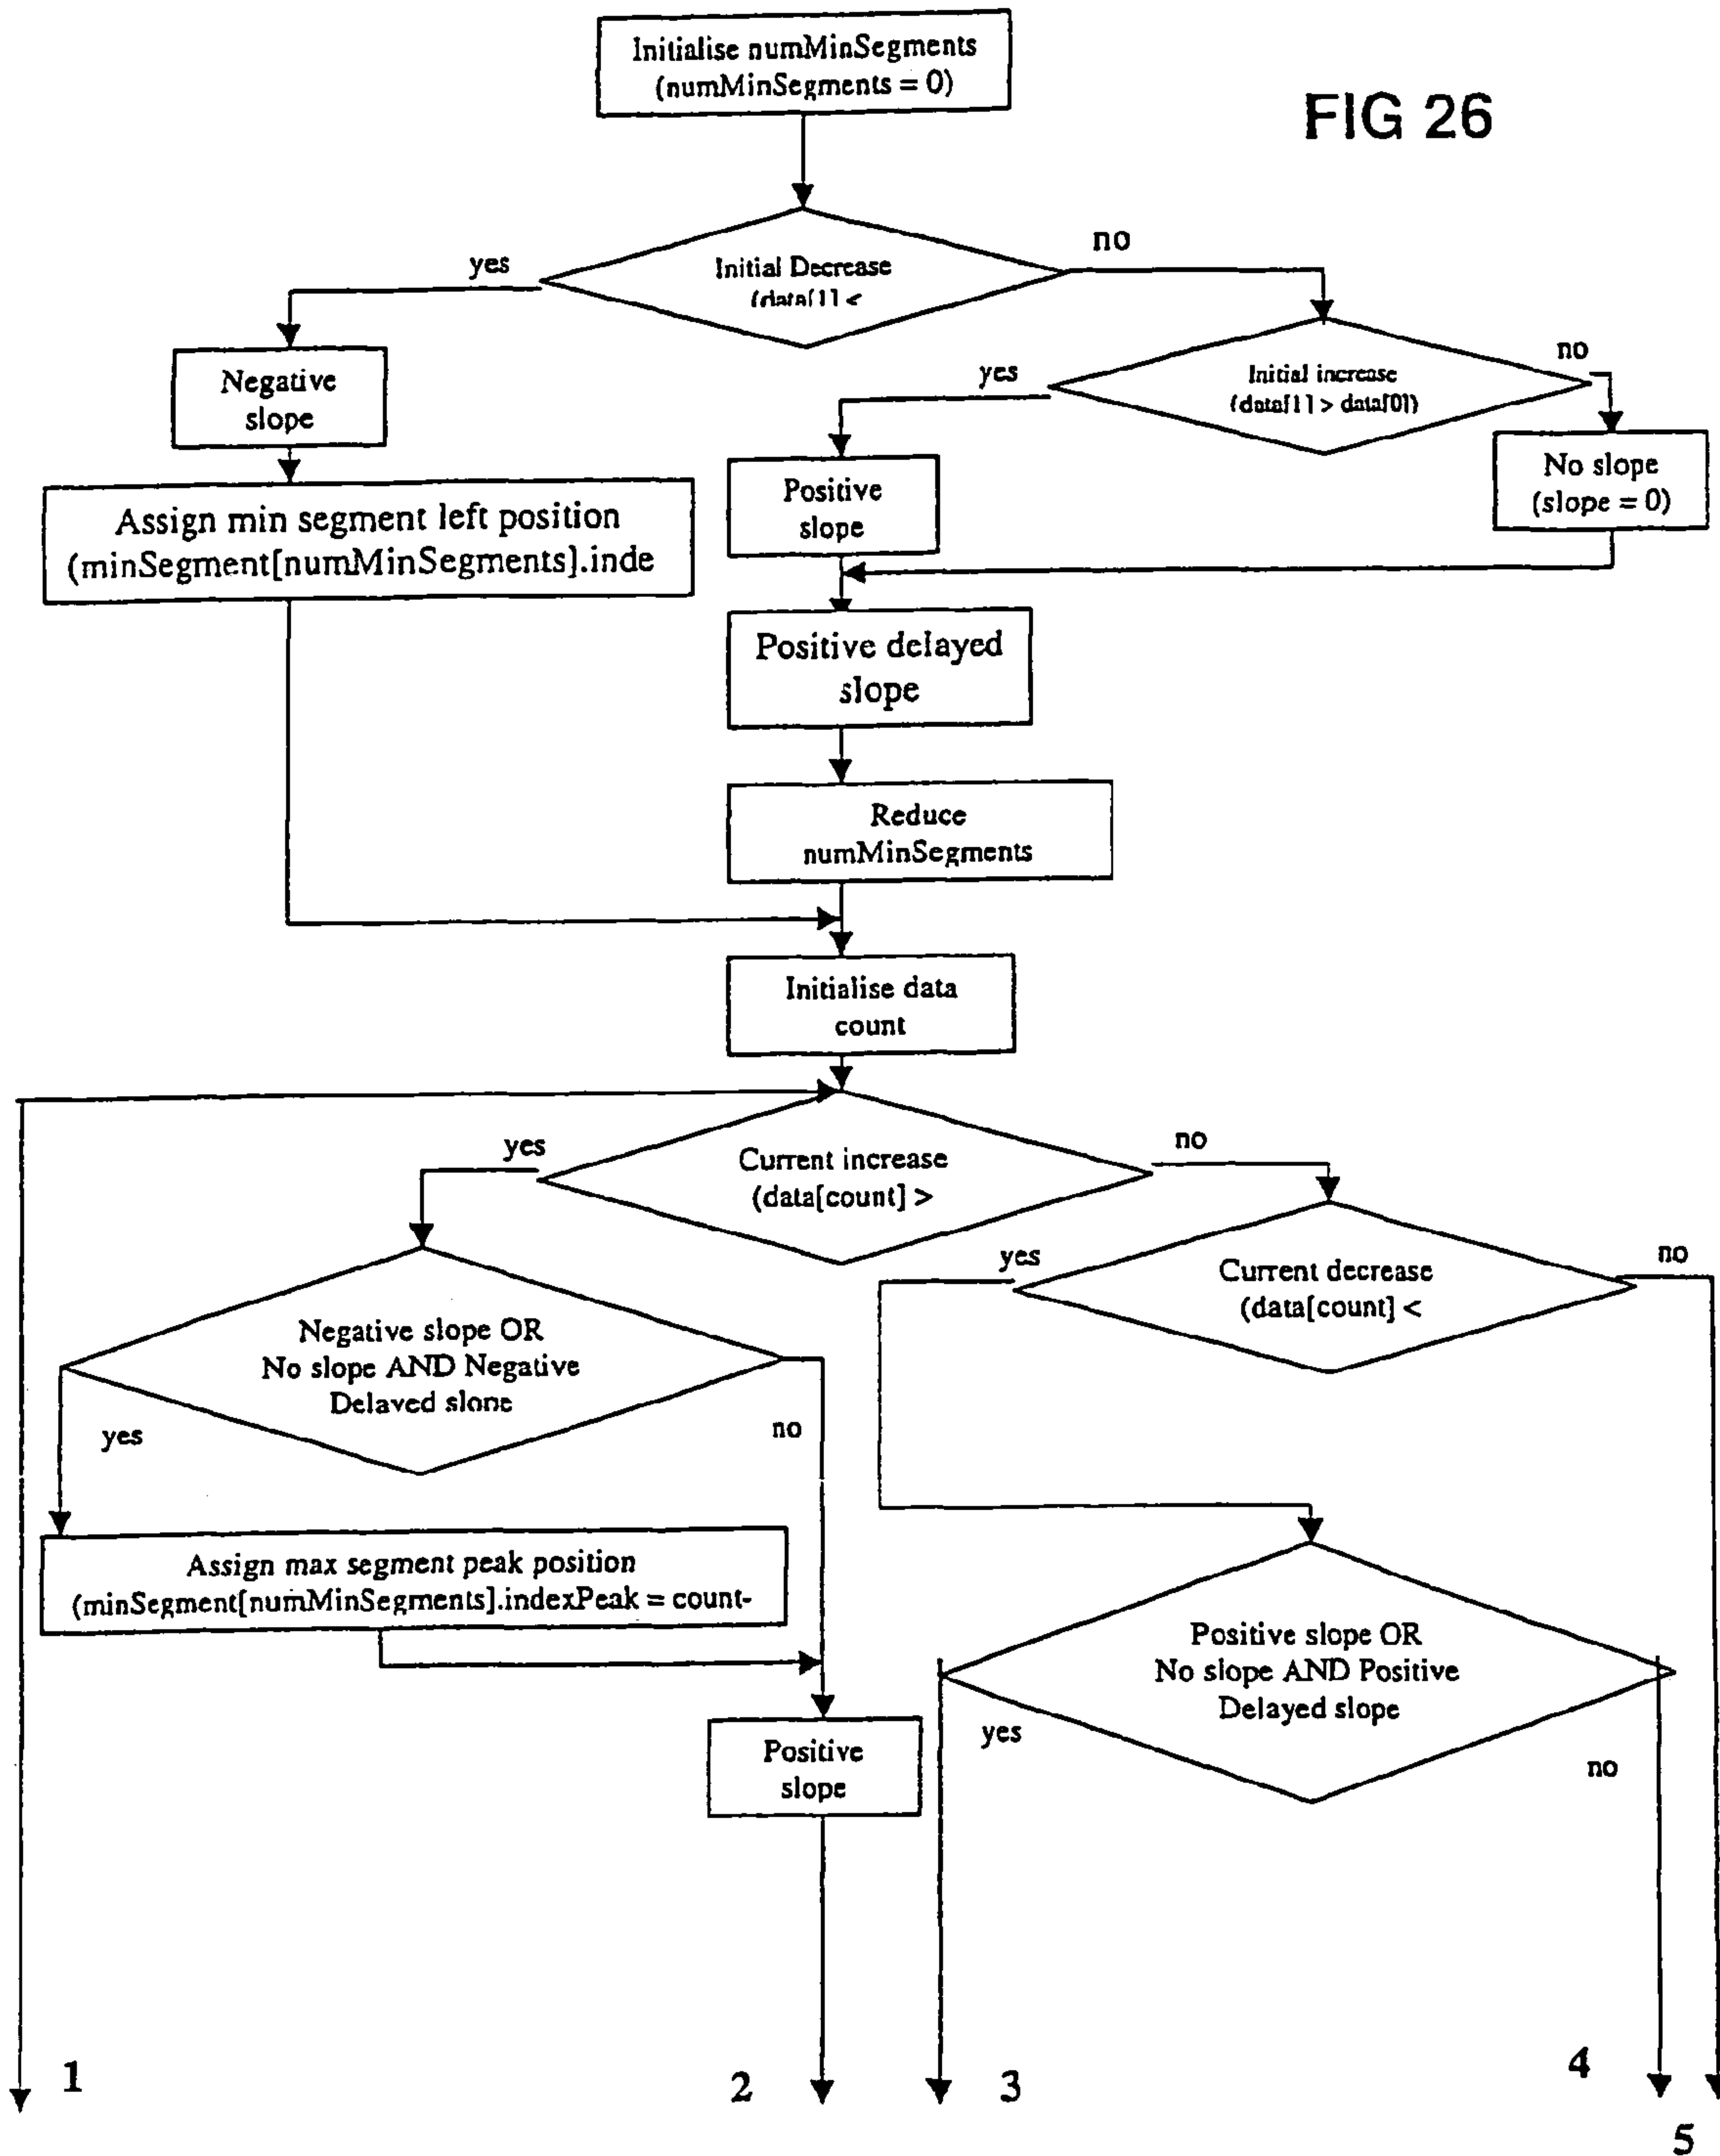 Initialise numMinSegments
(numMinSegments = 0)
FIG 26
Initial Decrease
(data[1] <
yes
no
Negative
slope
Initial increase
(data[1] > data[0])
yes
no
Assign min segment left position
(minSegment[numMinSegments].inde
Positive
slope
No slope
(slope = 0)
Positive delayed
slope
Reduce
numMinSegments
Initialise data
count
Current increase
(data[count] >
yes
no
Current decrease
(data[count] <
yes
no
Negative slope OR
No slope AND Negative
Delayed slope
yes
no
Assign max segment peak position
(minSegment[numMinSegments].indexPeak = count-
Positive slope OR
No slope AND Positive
Delayed slope
yes
no
Positive
slope
1
2
3
4
5